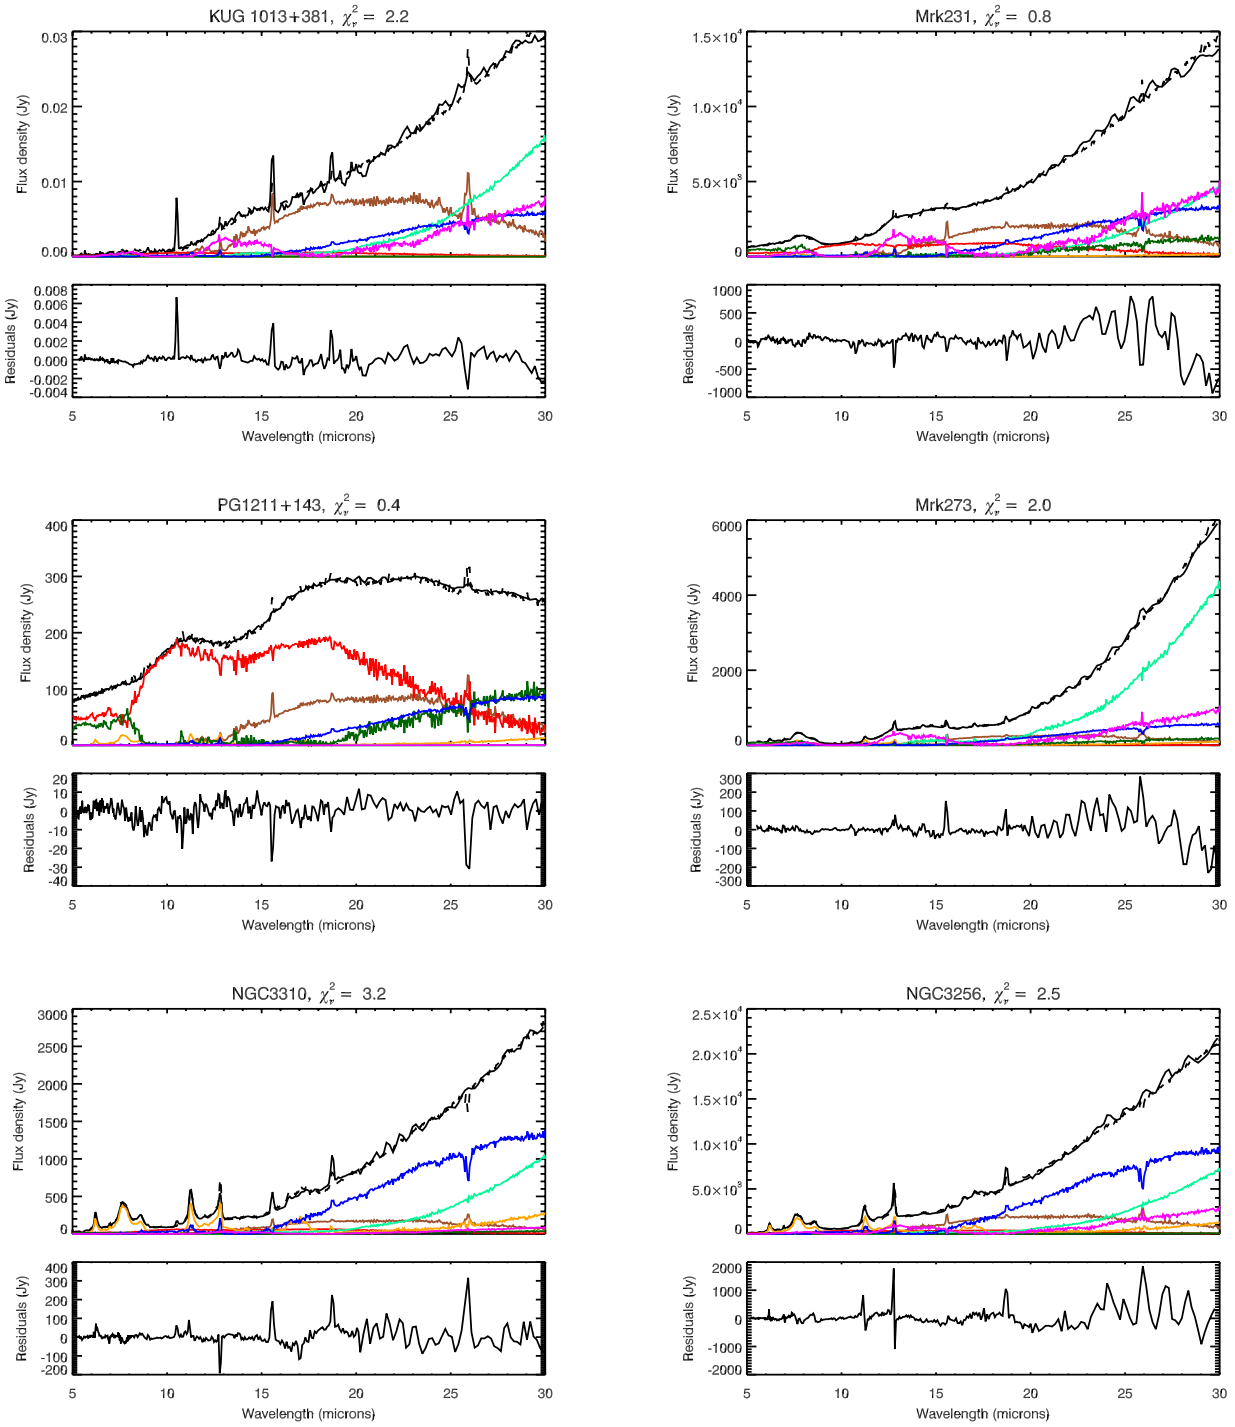 KUG 1013+381, χ²ᵣ = 2.2
0.03
0.02
0.01
0.00
Flux density (Jy)
0.008
0.006
0.004
0.002
0.000
-0.002
-0.004
Residuals (Jy)
5 10 15 20 25 30
Wavelength (microns)
Mrk231, χ²ᵣ = 0.8
1.5×10⁴
1.0×10⁴
5.0×10³
0
Flux density (Jy)
1000
500
0
-500
-1000
Residuals (Jy)
5 10 15 20 25 30
Wavelength (microns)
PG1211+143, χ²ᵣ = 0.4
400
300
200
100
0
Flux density (Jy)
20
10
0
-10
-20
-30
-40
Residuals (Jy)
5 10 15 20 25 30
Wavelength (microns)
Mrk273, χ²ᵣ = 2.0
6000
4000
2000
0
Flux density (Jy)
300
200
100
0
-100
-200
-300
Residuals (Jy)
5 10 15 20 25 30
Wavelength (microns)
NGC3310, χ²ᵣ = 3.2
3000
2500
2000
1500
1000
500
0
Flux density (Jy)
400
300
200
100
0
-100
-200
Residuals (Jy)
5 10 15 20 25 30
Wavelength (microns)
NGC3256, χ²ᵣ = 2.5
2.5×10⁴
2.0×10⁴
1.5×10⁴
1.0×10⁴
5.0×10³
0
Flux density (Jy)
2000
1000
0
-1000
-2000
Residuals (Jy)
5 10 15 20 25 30
Wavelength (microns)